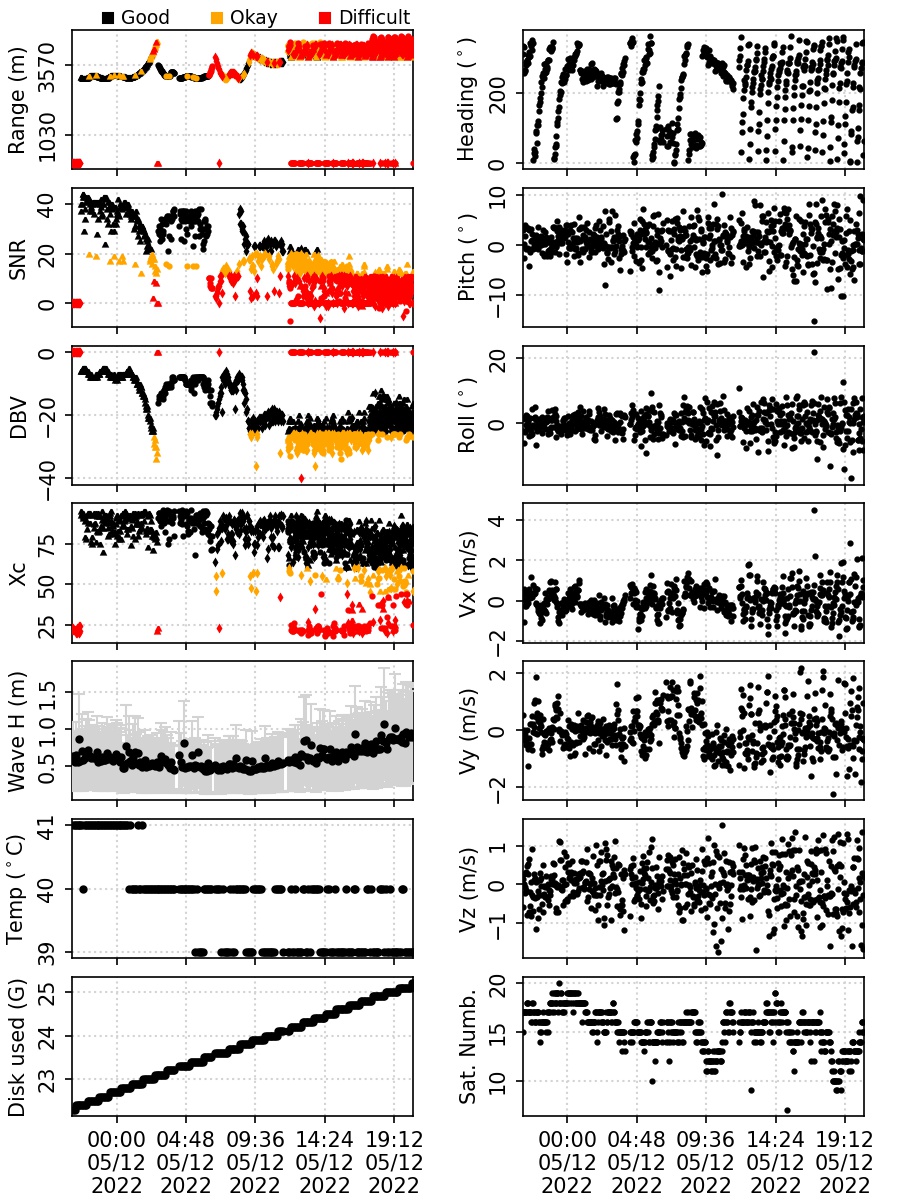 Good Okay Difficult
Range (m)
3570
1030
Heading (°)
200
0
SNR
40
20
0
Pitch (°)
10
0
−10
DBV
0
−20
−40
Roll (°)
20
0
Xc
75
50
25
Vx (m/s)
4
2
0
−2
Wave H (m)
1.5
1.0
0.5
Vy (m/s)
2
0
−2
Temp (°C)
41
40
39
Vz (m/s)
1
0
−1
Disk used (G)
25
24
23
Sat. Numb.
20
15
10
00:00 04:48 09:36 14:24 19:12
05/12 05/12 05/12 05/12 05/12
2022 2022 2022 2022 2022
00:00 04:48 09:36 14:24 19:12
05/12 05/12 05/12 05/12 05/12
2022 2022 2022 2022 2022